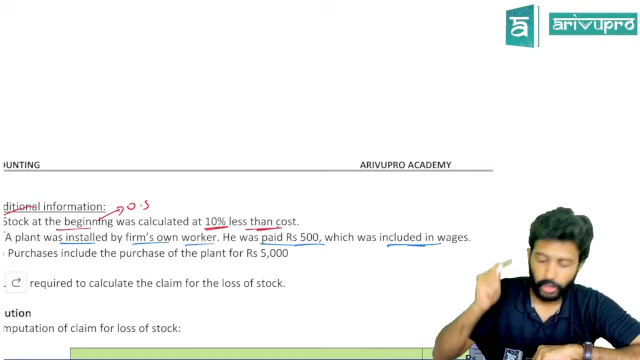 a arivupro
OUNTING ARIVUPRO ACADEMY
ditional information:
O.S
Stock at the beginning was calculated at 10% less than cost.
A plant was installed by firm's own worker. He was paid Rs 500, which was included in wages.
Purchases include the purchase of the plant for Rs 5,000
required to calculate the claim for the loss of stock.
ution
mputation of claim for loss of stock: